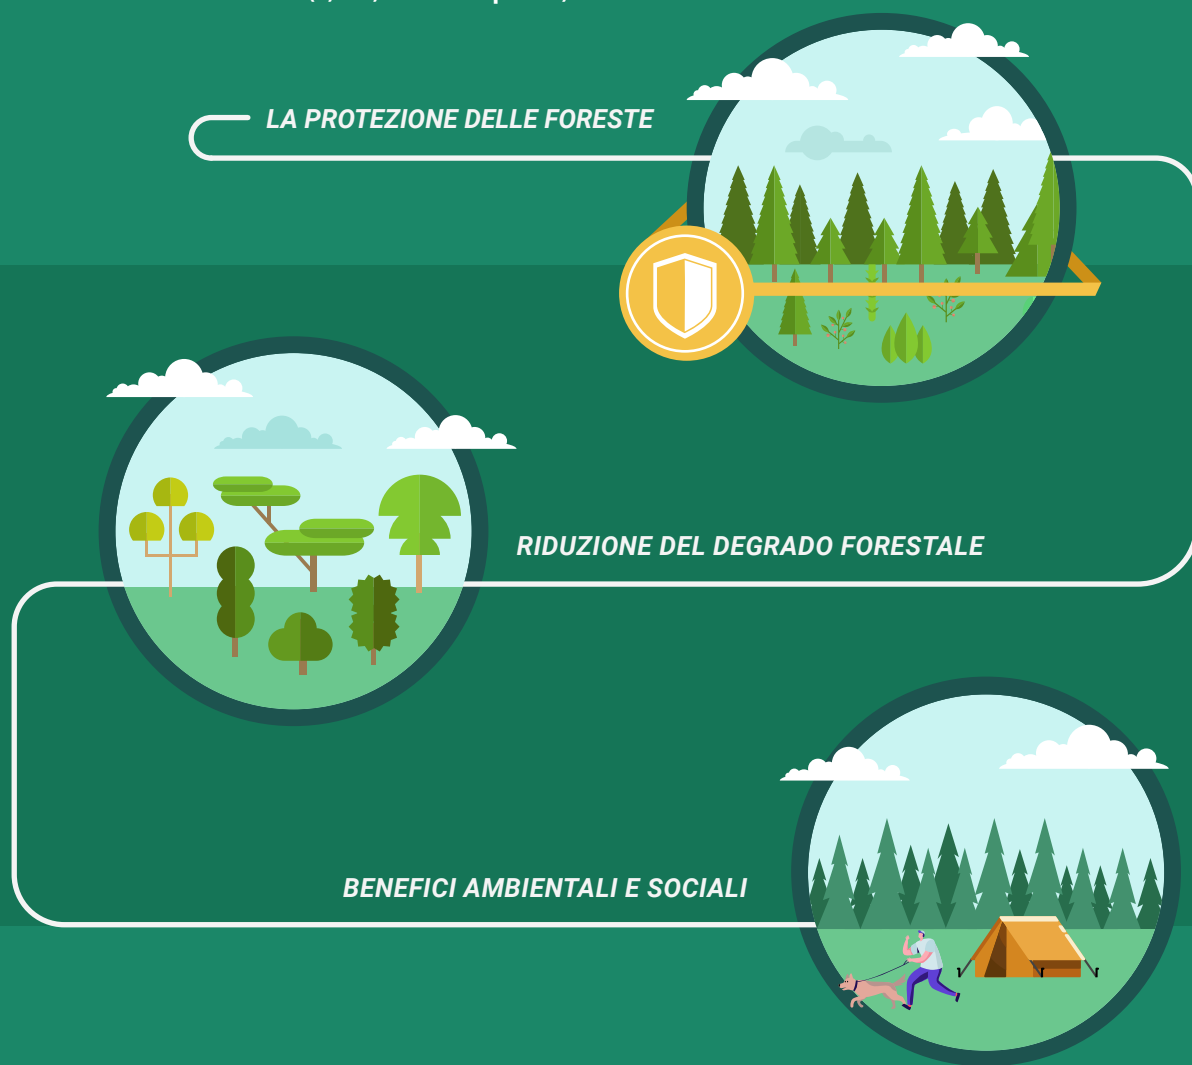 LA PROTEZIONE DELLE FORESTE
RIDUZIONE DEL DEGRADO FORESTALE
BENEFICI AMBIENTALI E SOCIALI